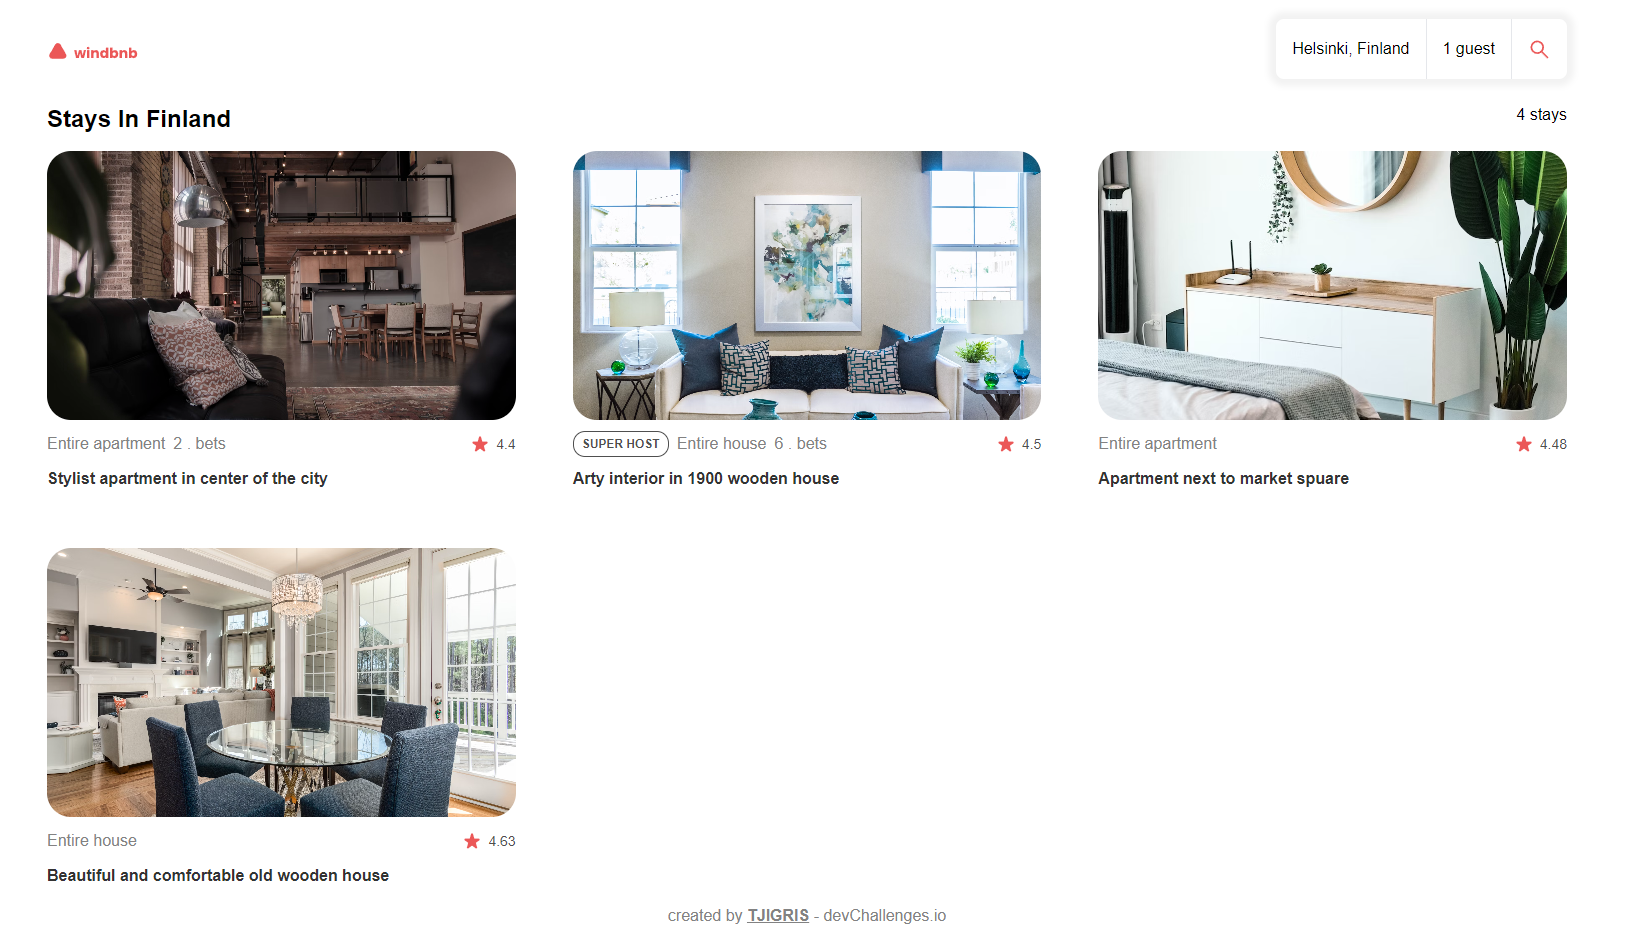 windbnb
Helsinki, Finland 1 guest
Stays In Finland
4 stays
Entire apartment 2 . bets 4.4
Stylist apartment in center of the city
SUPER HOST Entire house 6 . bets 4.5
Arty interior in 1900 wooden house
Entire apartment 4.48
Apartment next to market spuare
Entire house 4.63
Beautiful and comfortable old wooden house
created by TJIGRIS - devChallenges.io